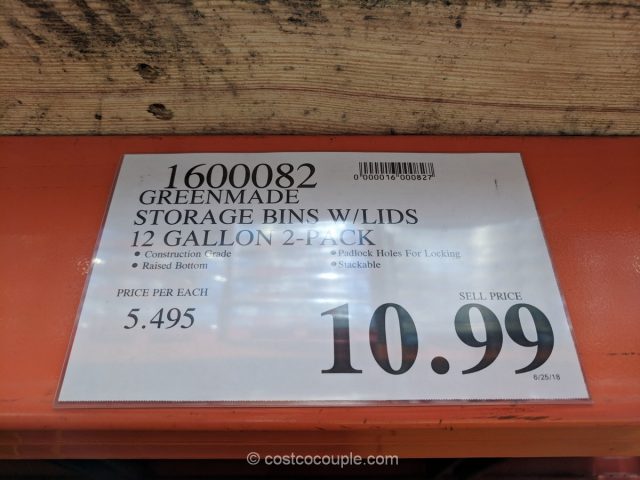 1600082
0 000016 000827
GREENMADE
STORAGE BINS W/LIDS
12 GALLON 2-PACK
• Construction Grade
• Padlock Holes For Locking
• Raised Bottom
• Stackable
PRICE PER EACH
5.495
SELL PRICE
10.99
6/25/18
© costcocouple.com